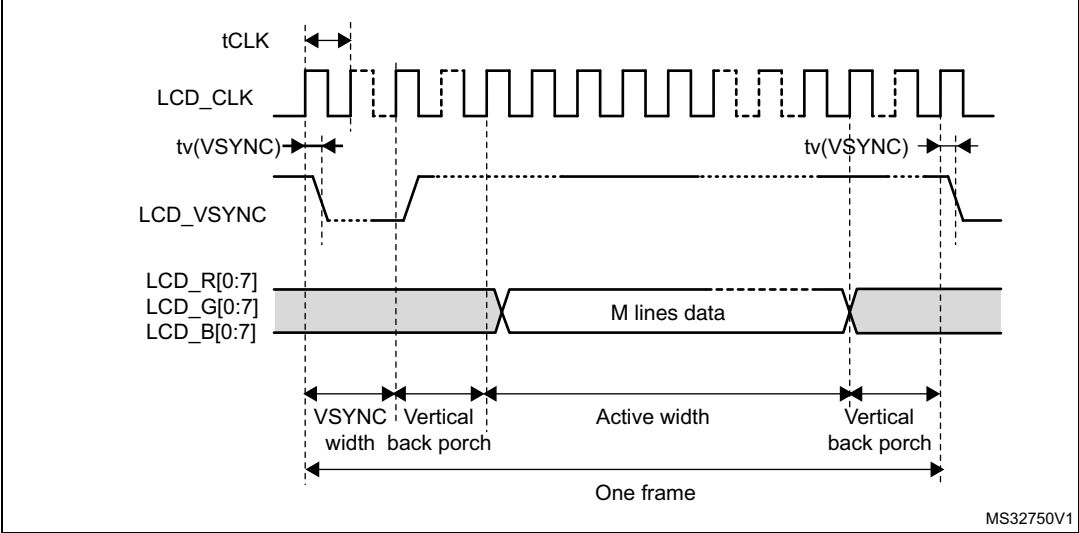 tCLK
LCD_CLK
tv(VSYNC)
tv(VSYNC)
LCD_VSYNC
LCD_R[0:7]
LCD_G[0:7]
LCD_B[0:7]
M lines data
VSYNC width
Vertical back porch
Active width
Vertical back porch
One frame
MS32750V1